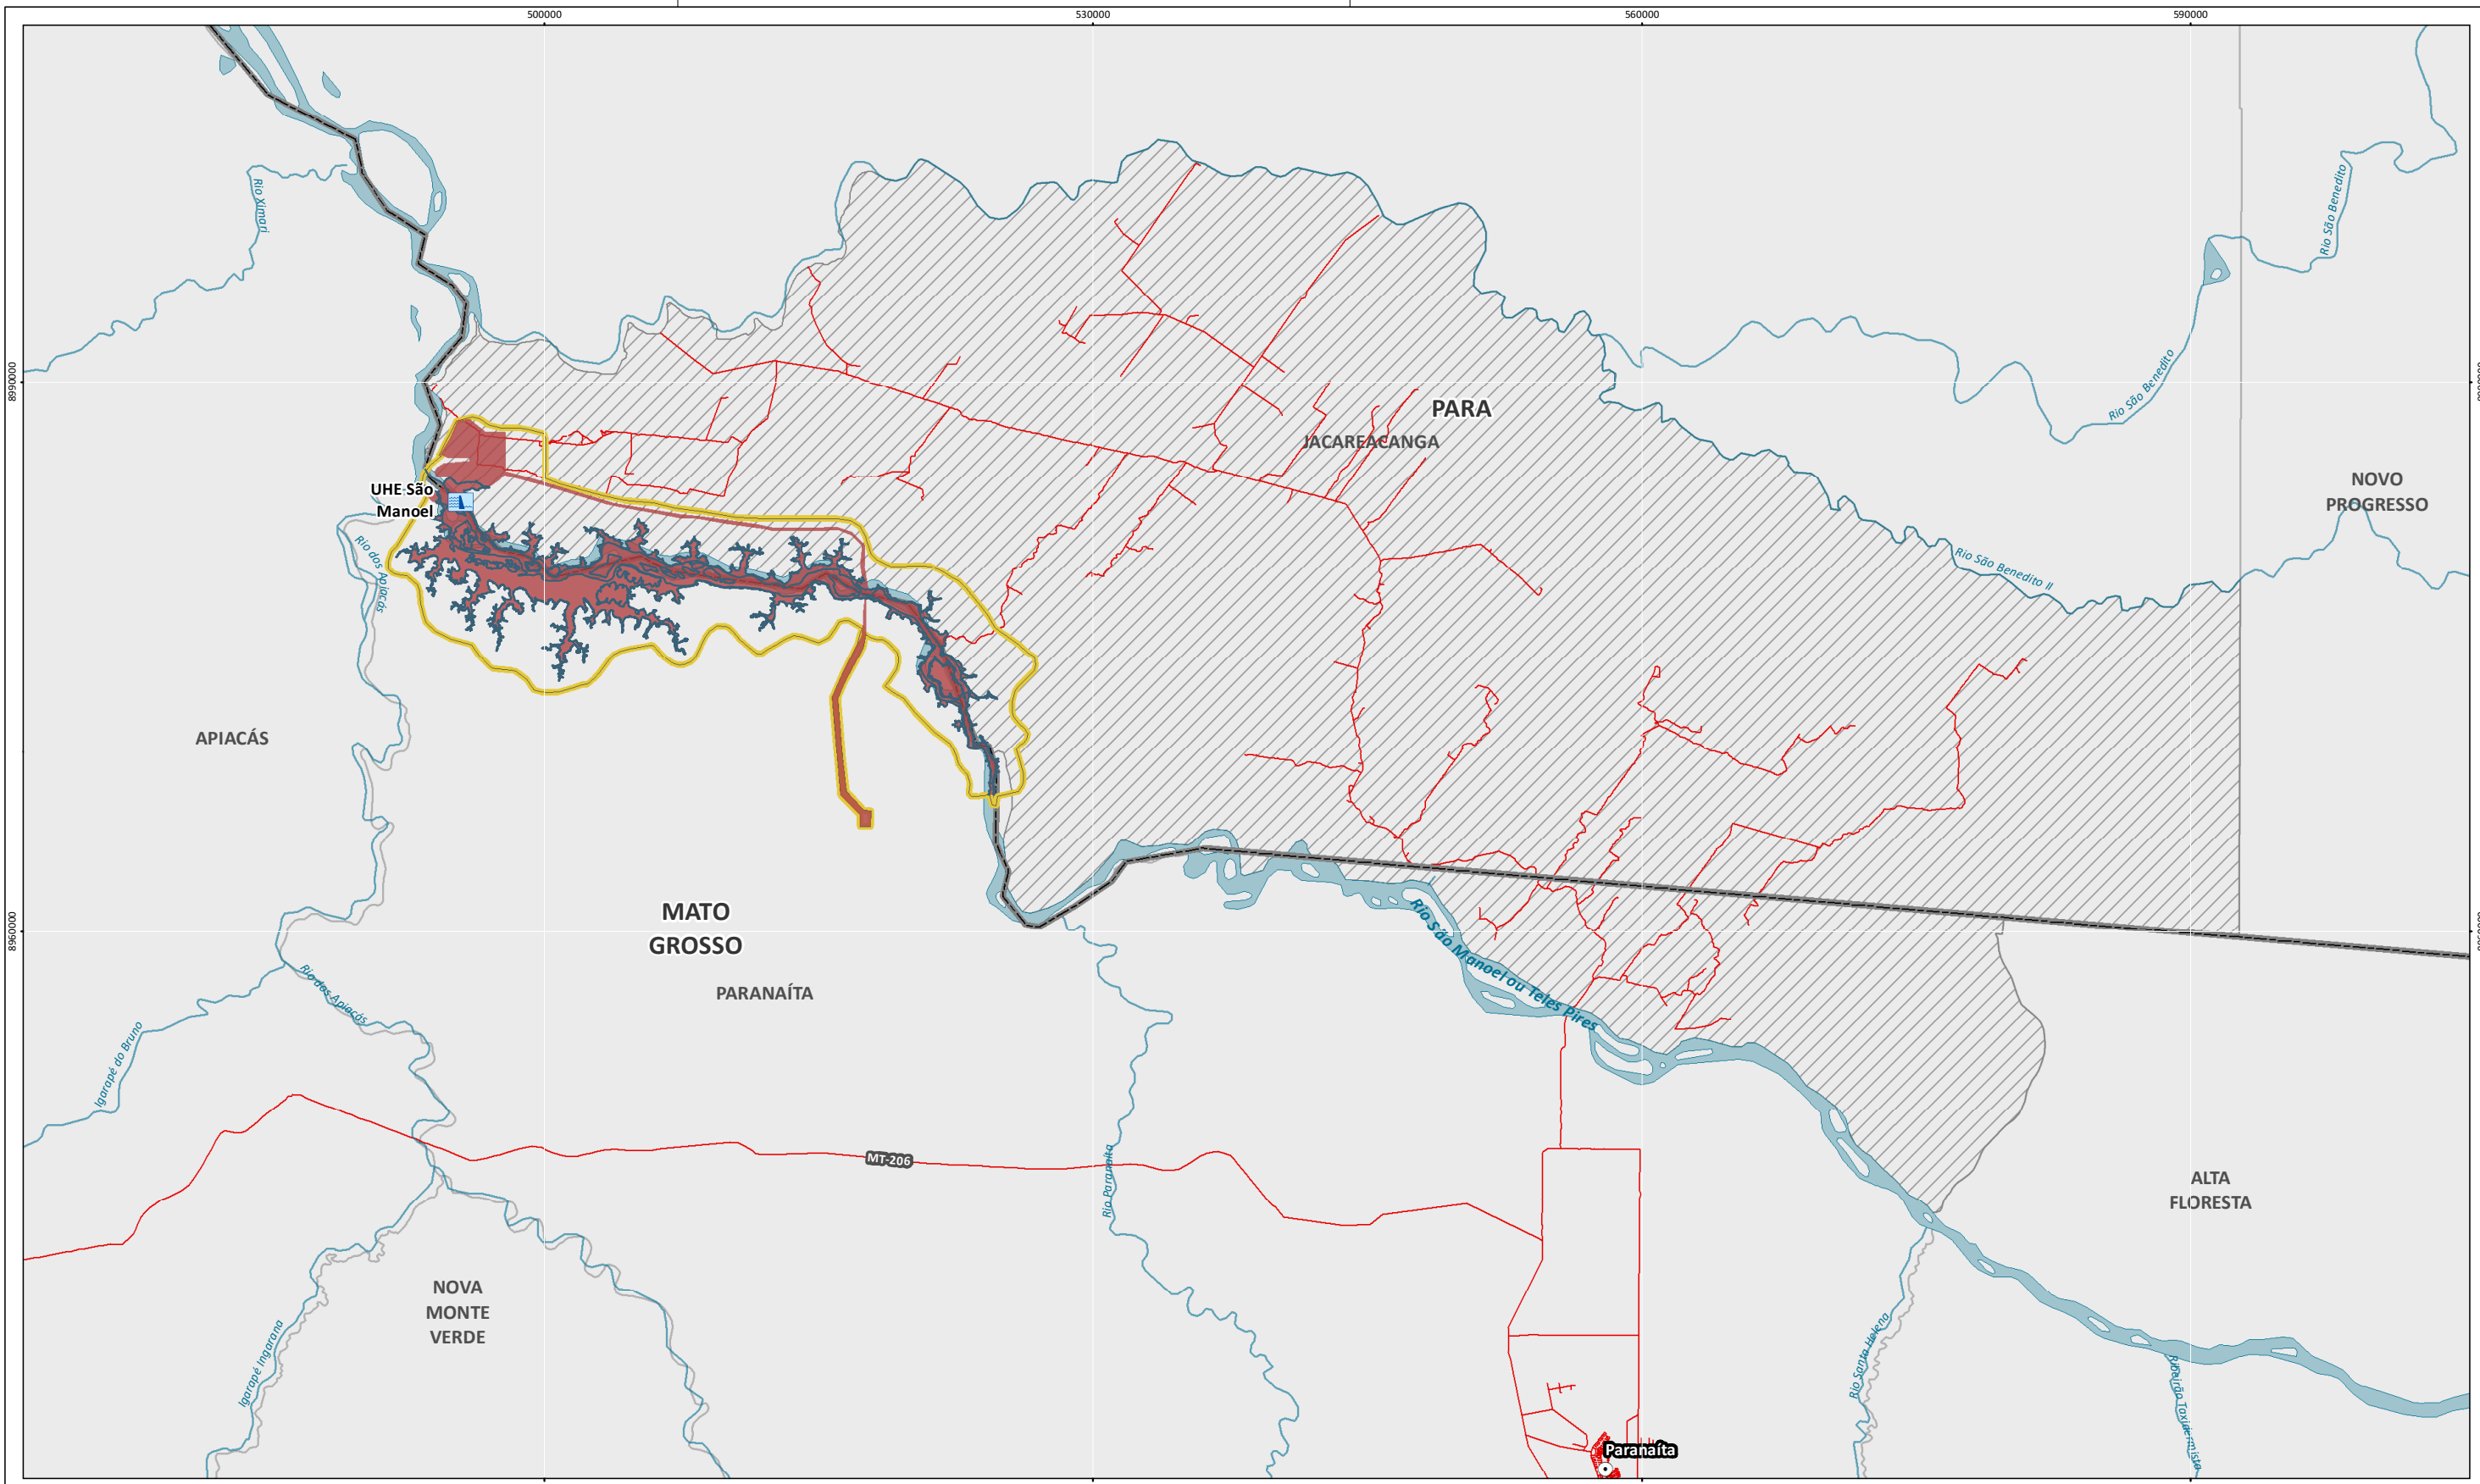 500000
530000
560000
590000
Rio Ximari
Rio São Benedito
8990000
Rio São Benedito
PARA
JACAREACANGA
NOVO
PROGRESSO
UHE São
Manoel
Rio dos Apiacás
Rio São Benedito II
APIACÁS
MATO
GROSSO
PARANAÍTA
8960000
Rio São Manoel ou Teles Pires
Rio dos Apiacás
Igarapé do Bruno
MT-206
Rio Paranaíta
ALTA
FLORESTA
NOVA
MONTE
VERDE
Igarapé Ingarana
Rio Santa Helena
Ribeirão Taxidermista
Paranaíta